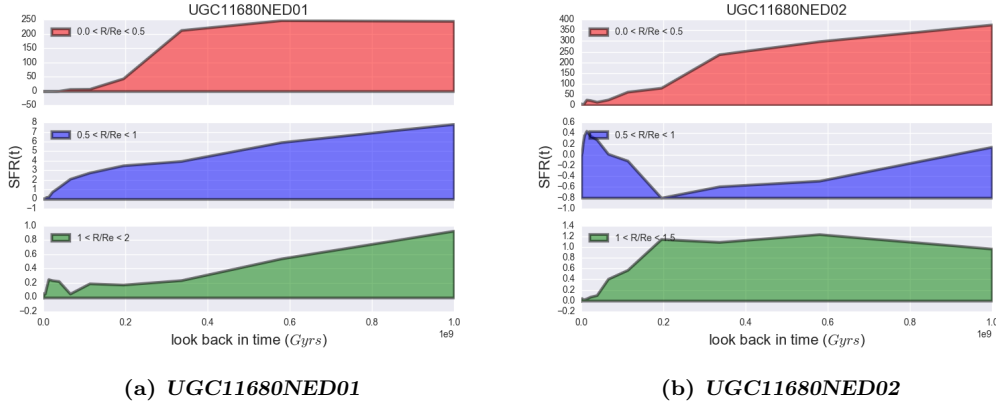 UGC11680NED01
250
200
150
100
50
0
−50
0.0 < R/Re < 0.5
8
7
6
5
4
3
2
1
0
−1
0.5 < R/Re < 1
SFR(t)
1.0
0.8
0.6
0.4
0.2
0.0
−0.2
1 < R/Re < 2
0.0 0.2 0.4 0.6 0.8 1.0
1e9
look back in time (Gyrs)
(a) UGC11680NED01
UGC11680NED02
400
350
300
250
200
150
100
50
0
0.0 < R/Re < 0.5
0.6
0.4
0.2
0.0
−0.2
−0.4
−0.6
−0.8
−1.0
0.5 < R/Re < 1
SFR(t)
1.4
1.2
1.0
0.8
0.6
0.4
0.2
0.0
−0.2
1 < R/Re < 1.5
0.0 0.2 0.4 0.6 0.8 1.0
1e9
look back in time (Gyrs)
(b) UGC11680NED02